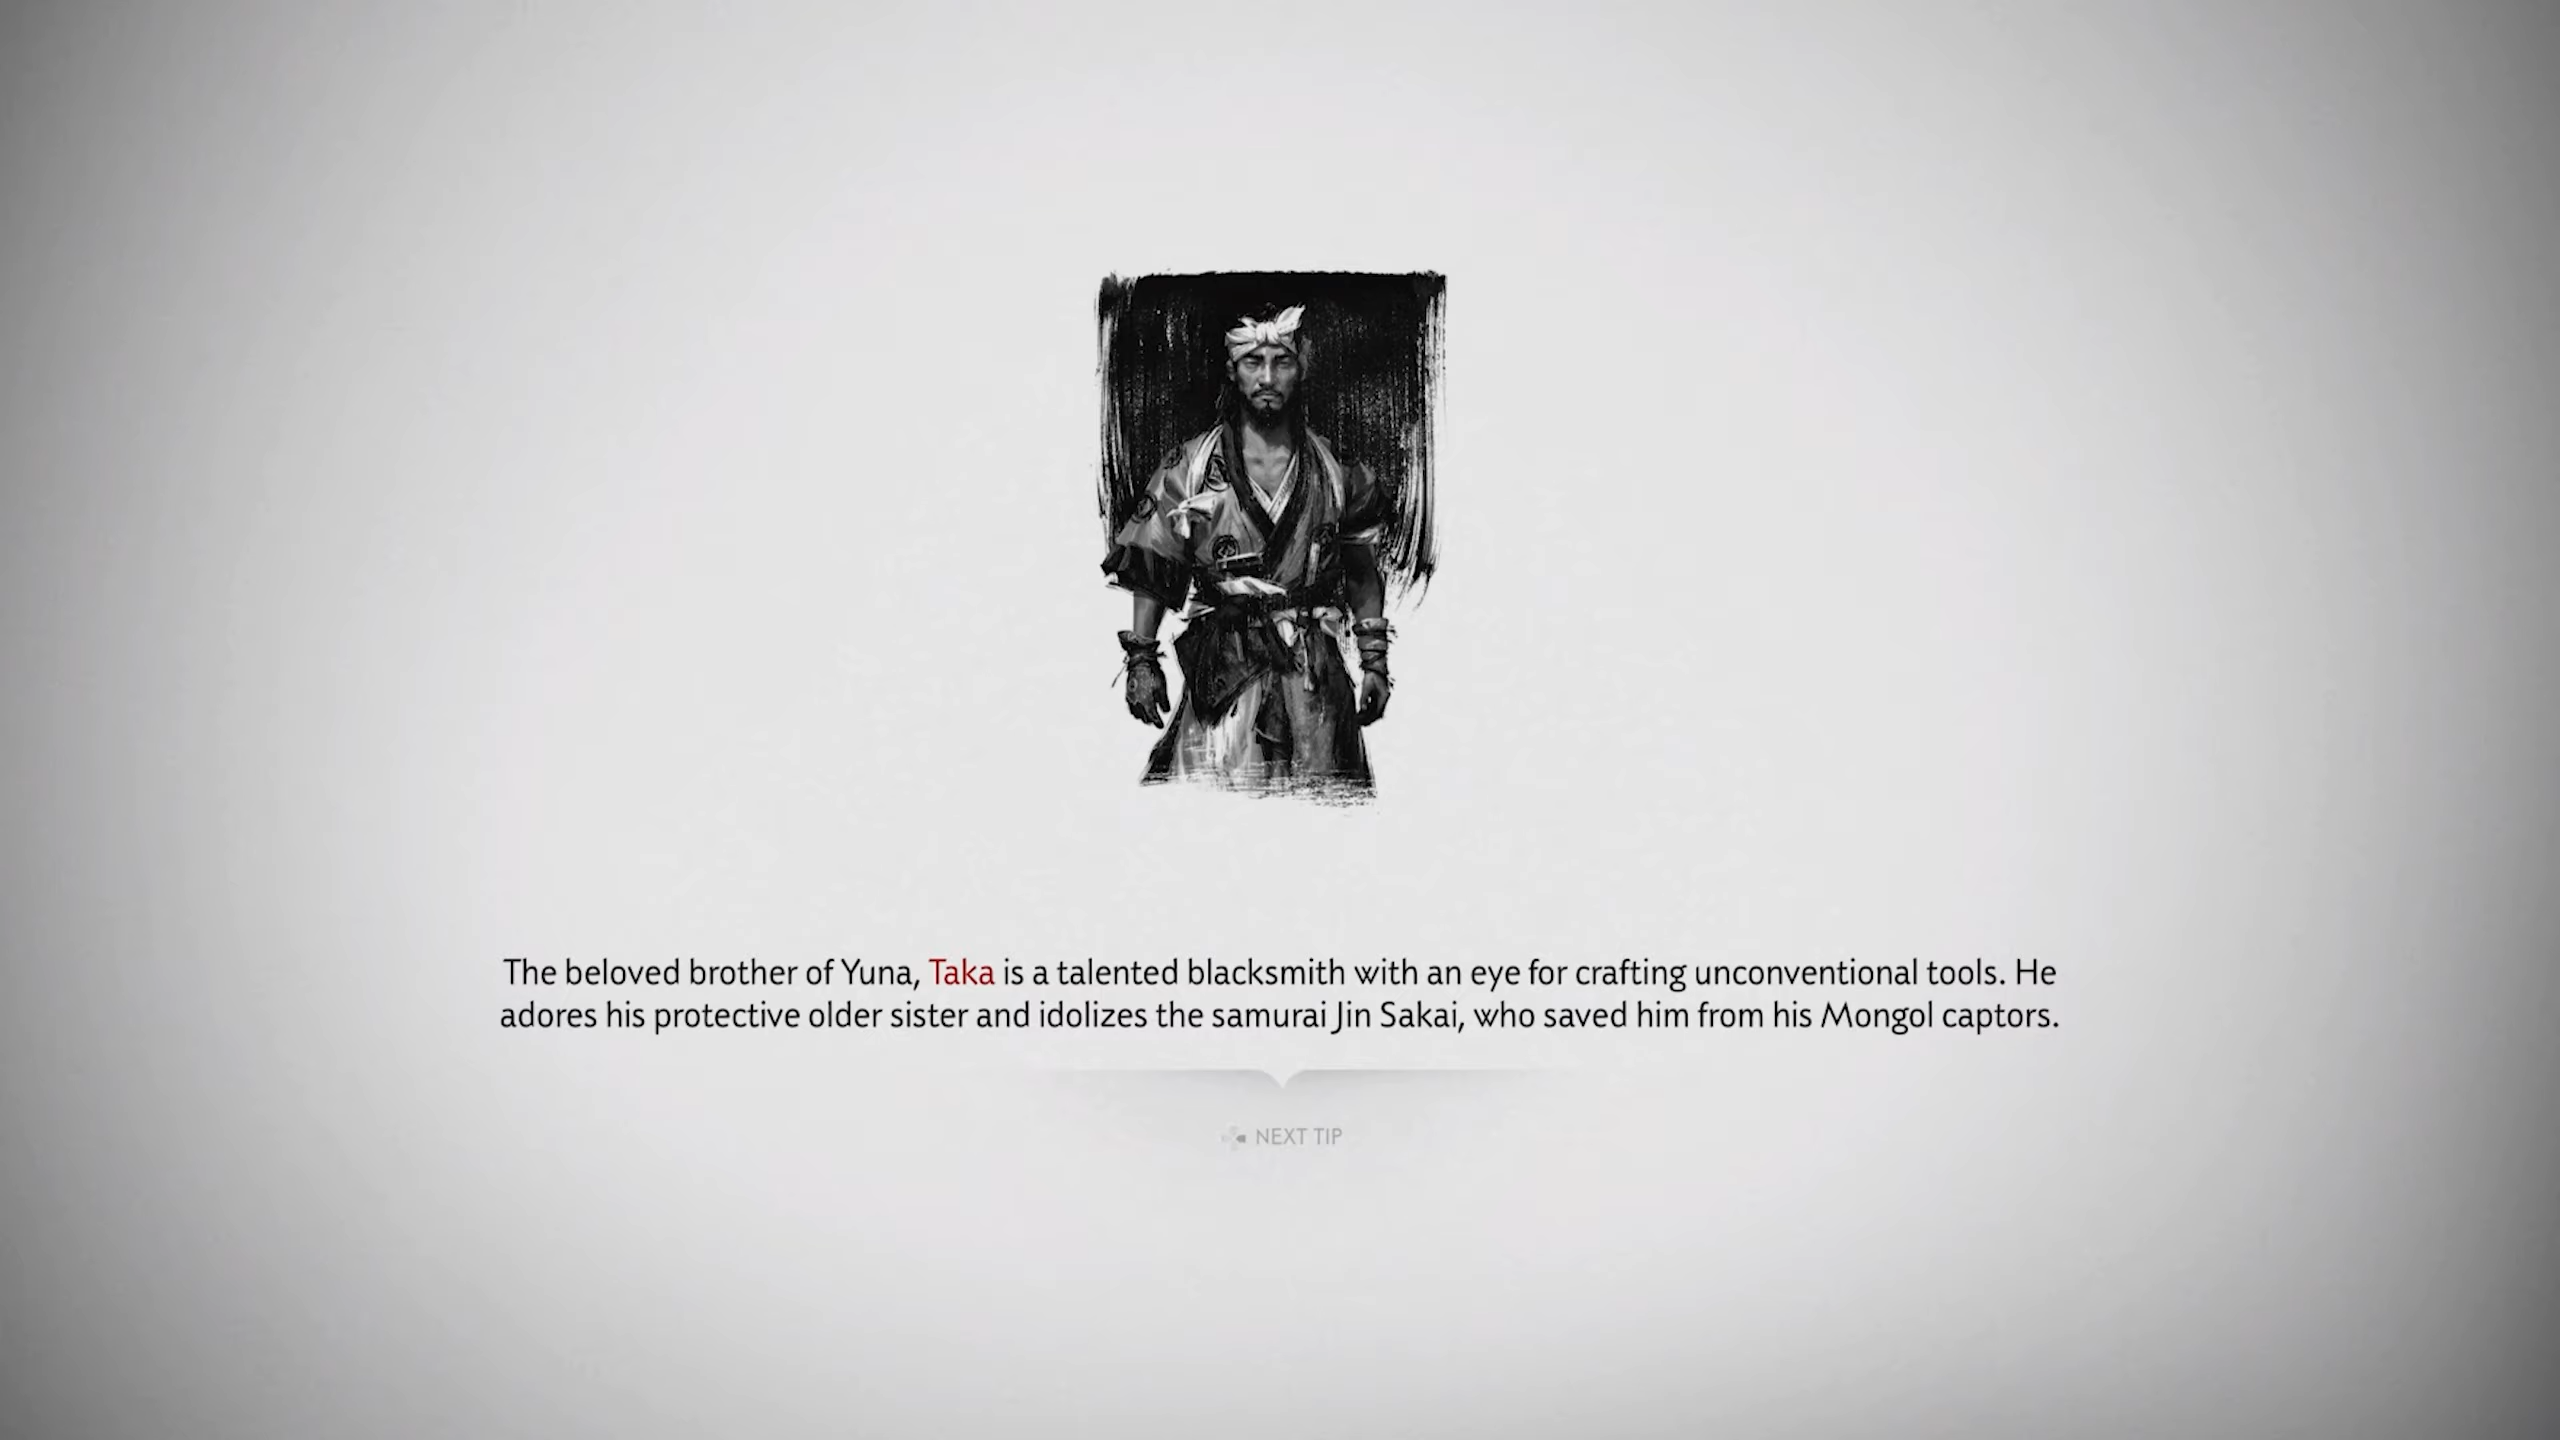 The beloved brother of Yuna, Taka is a talented blacksmith with an eye for crafting unconventional tools. He
adores his protective older sister and idolizes the samurai Jin Sakai, who saved him from his Mongol captors.
NEXT TIP